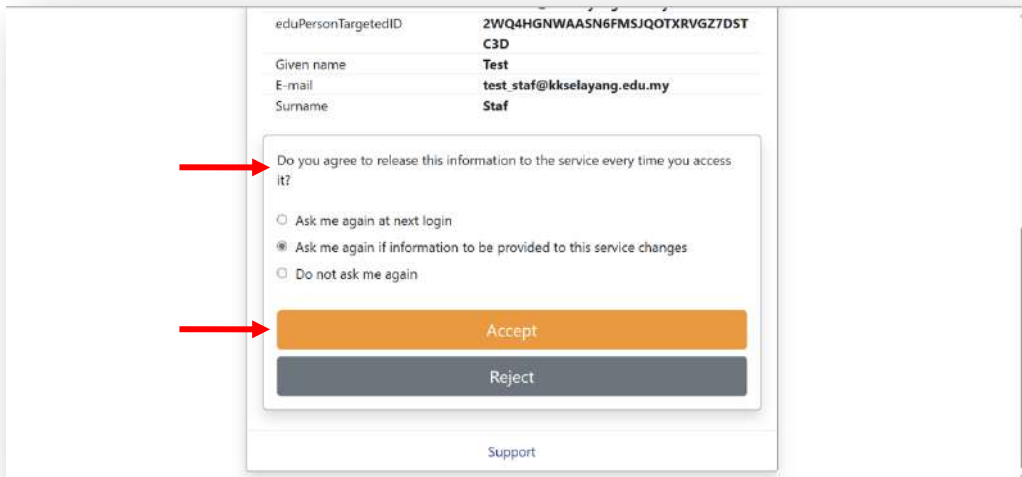 eduPersonTargetedID 2WQ4HGNWAASN6FMSJQOTXRVGZ7DST
C3D
Given name Test
E-mail test_staf@kkselayang.edu.my
Surname Staf
Do you agree to release this information to the service every time you access
it?
Ask me again at next login
Ask me again if information to be provided to this service changes
Do not ask me again
Accept
Reject
Support